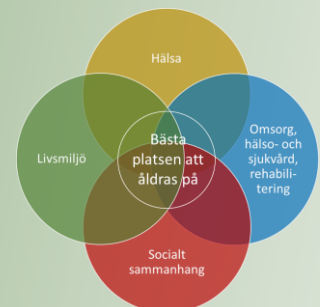 Hälsa
Livsmiljö
Bästa
platsen att
åldras på
Omsorg,
hälso- och
sjukvård,
rehabili-
tering
Socialt
sammanhang